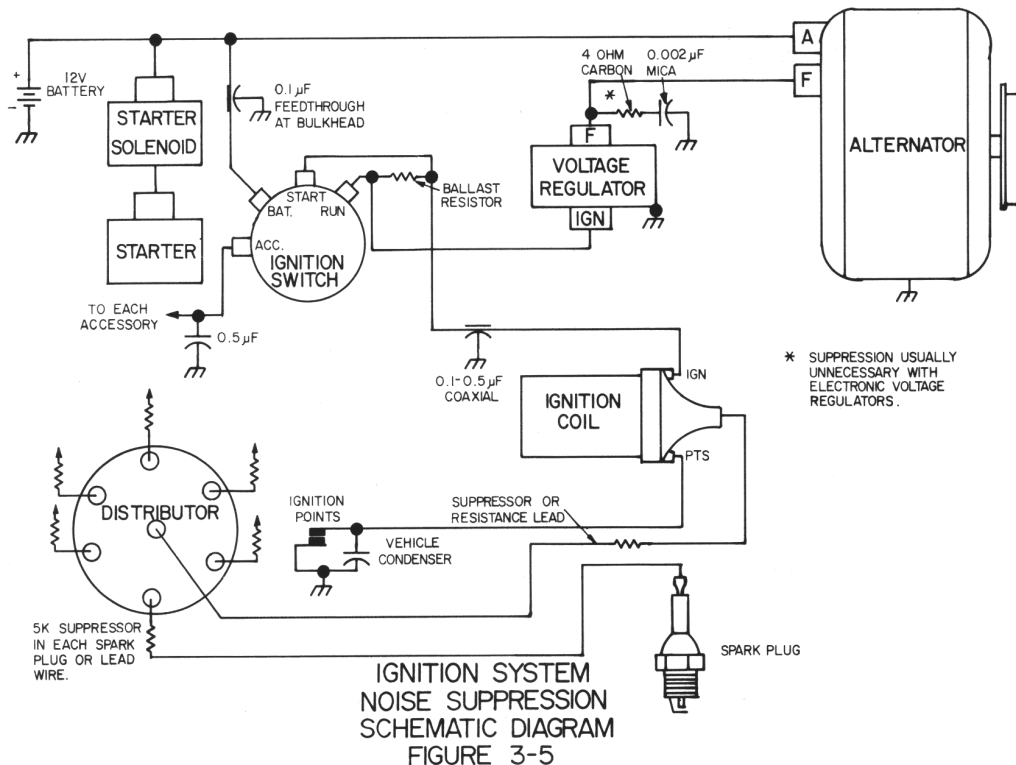 A
F
ALTERNATOR
+
-
12V
BATTERY
STARTER
SOLENOID
STARTER
0.1 µF
FEEDTHROUGH
AT BULKHEAD
4 OHM
CARBON
*
0.002 µF
MICA
F
VOLTAGE
REGULATOR
IGN
START
BAT.
RUN
ACC.
IGNITION
SWITCH
BALLAST
RESISTOR
TO EACH
ACCESSORY
0.5 µF
0.1-0.5 µF
COAXIAL
* SUPPRESSION USUALLY
UNNECESSARY WITH
ELECTRONIC VOLTAGE
REGULATORS.
IGNITION
COIL
IGN
PTS
DISTRIBUTOR
IGNITION
POINTS
VEHICLE
CONDENSER
SUPPRESSOR OR
RESISTANCE LEAD
5K SUPPRESSOR
IN EACH SPARK
PLUG OR LEAD
WIRE.
SPARK PLUG
IGNITION SYSTEM
NOISE SUPPRESSION
SCHEMATIC DIAGRAM
FIGURE 3-5